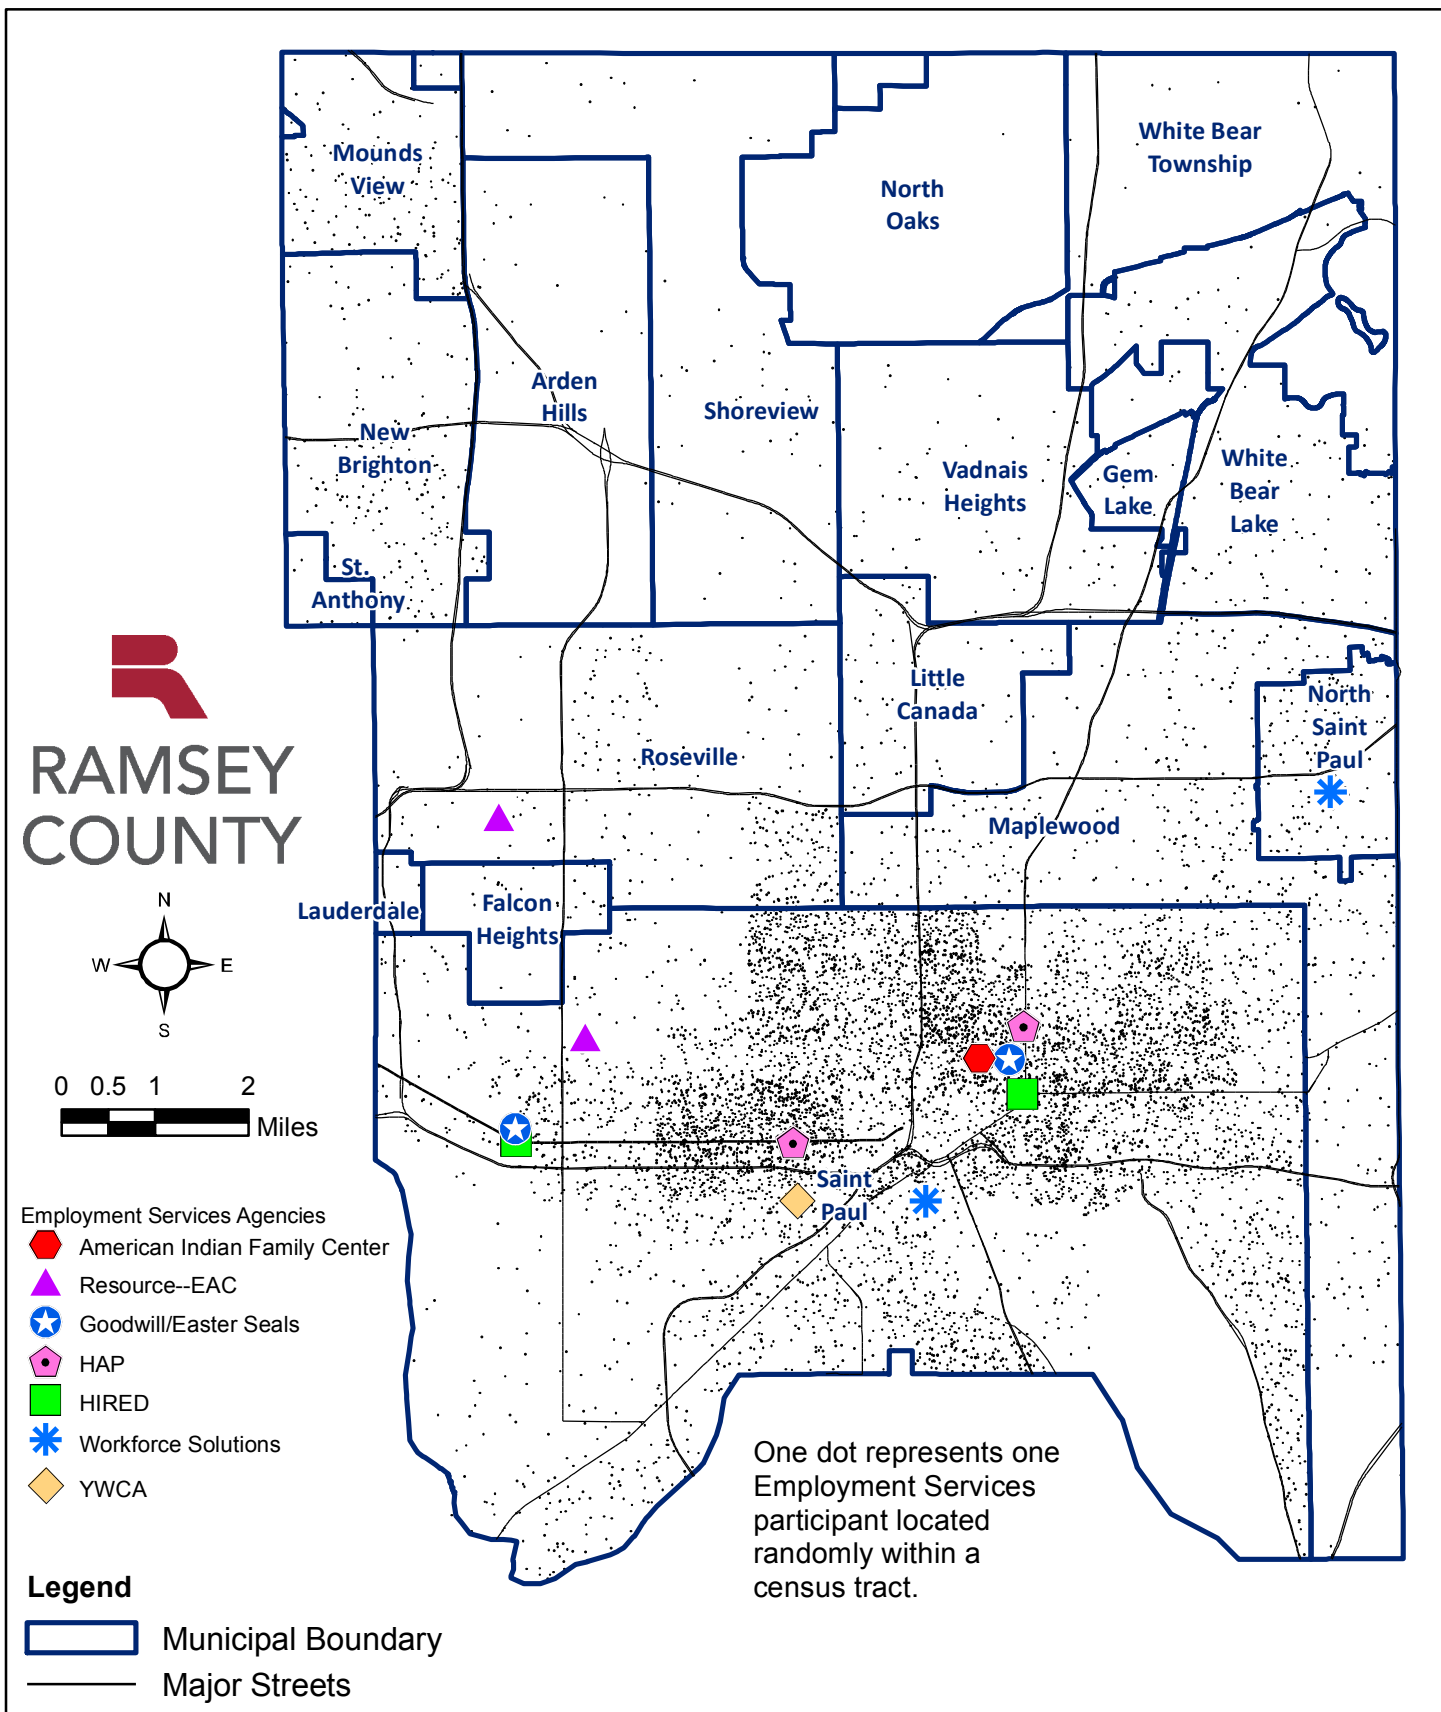 Mounds
View
North
Oaks
White Bear
Township
Arden
Hills
Shoreview
New
Brighton
Vadnais
Heights
Gem
Lake
White
Bear
Lake
St.
Anthony
Little
Canada
North
Saint
Paul
Roseville
Maplewood
Lauderdale
Falcon
Heights
Saint
Paul
RAMSEY
COUNTY
N
W E
S
0 0.5 1 2
Miles
Employment Services Agencies
American Indian Family Center
Resource--EAC
Goodwill/Easter Seals
HAP
HIRED
Workforce Solutions
YWCA
One dot represents one
Employment Services
participant located
randomly within a
census tract.
Legend
Municipal Boundary
Major Streets